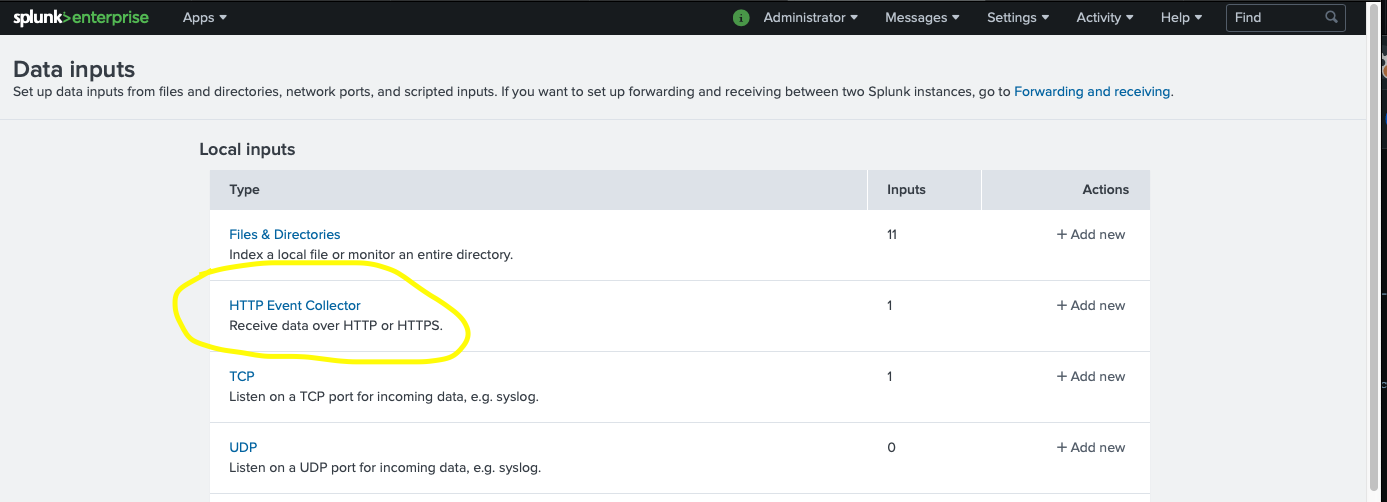 splunk>enterprise Apps Administrator Messages Settings Activity Help Find
Data inputs
Set up data inputs from files and directories, network ports, and scripted inputs. If you want to set up forwarding and receiving between two Splunk instances, go to Forwarding and receiving.
Local inputs
Type Inputs Actions
Files & Directories 11 + Add new
Index a local file or monitor an entire directory.
HTTP Event Collector 1 + Add new
Receive data over HTTP or HTTPS.
TCP 1 + Add new
Listen on a TCP port for incoming data, e.g. syslog.
UDP 0 + Add new
Listen on a UDP port for incoming data, e.g. syslog.